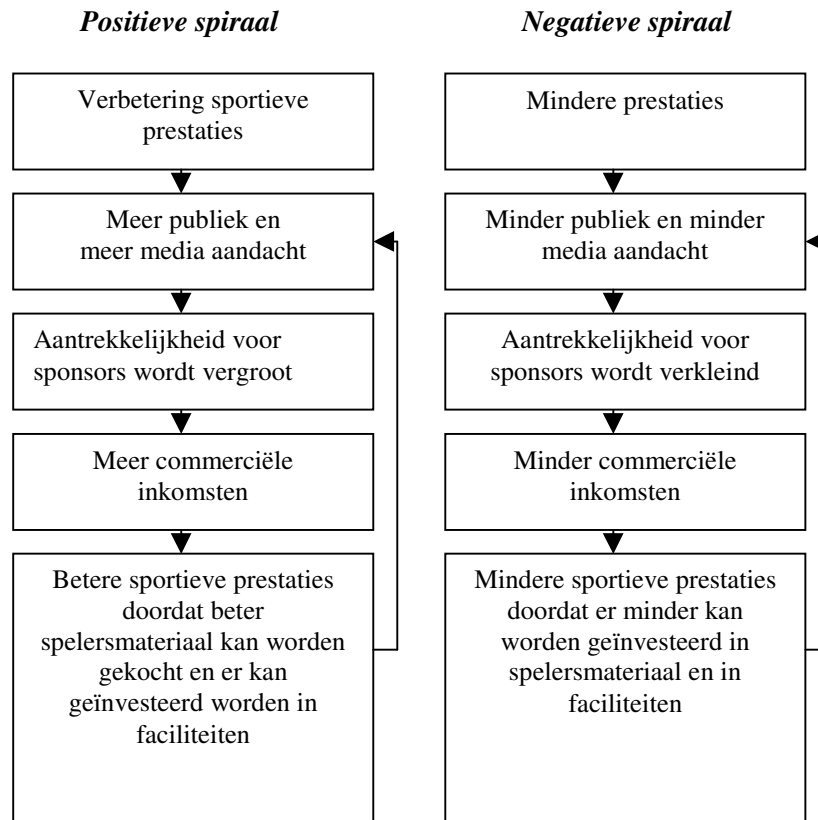 Positieve spiraal
Verbetering sportieve
prestaties
Meer publiek en
meer media aandacht
Aantrekkelijkheid voor
sponsors wordt vergroot
Meer commerciële
inkomsten
Betere sportieve prestaties
doordat beter
spelersmateriaal kan worden
gekocht en er kan
geïnvesteerd worden in
faciliteiten
Negatieve spiraal
Mindere prestaties
Minder publiek en minder
media aandacht
Aantrekkelijkheid voor
sponsors wordt verkleind
Minder commerciële
inkomsten
Mindere sportieve prestaties
doordat er minder kan
worden geïnvesteerd in
spelersmateriaal en in
faciliteiten